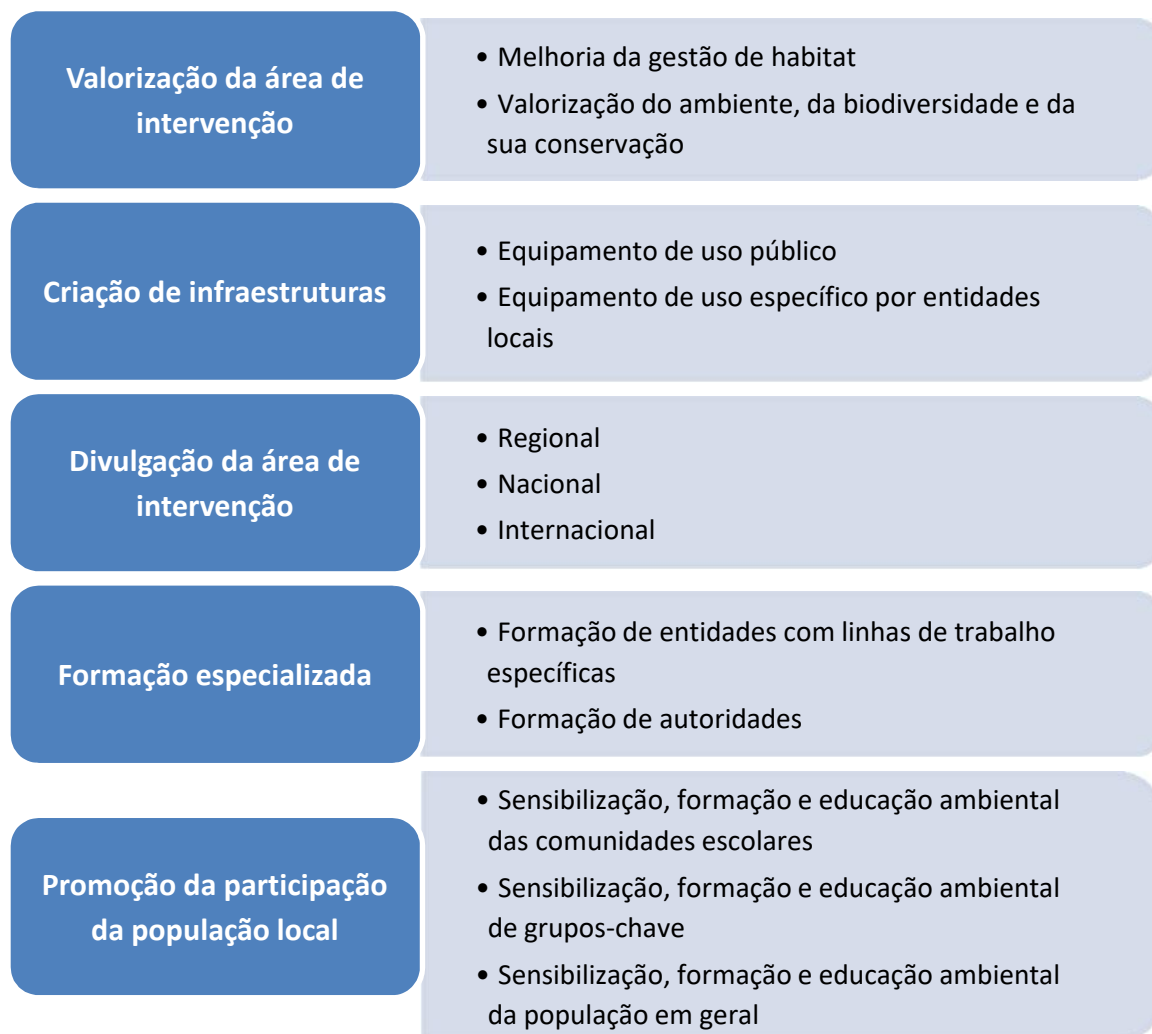 Valorização da área de
intervenção
• Melhoria da gestão de habitat
• Valorização do ambiente, da biodiversidade e da
sua conservação
Criação de infraestruturas
• Equipamento de uso público
• Equipamento de uso específico por entidades
locais
Divulgação da área de
intervenção
• Regional
• Nacional
• Internacional
Formação especializada
• Formação de entidades com linhas de trabalho
específicas
• Formação de autoridades
Promoção da participação
da população local
• Sensibilização, formação e educação ambiental
das comunidades escolares
• Sensibilização, formação e educação ambiental
de grupos-chave
• Sensibilização, formação e educação ambiental
da população em geral